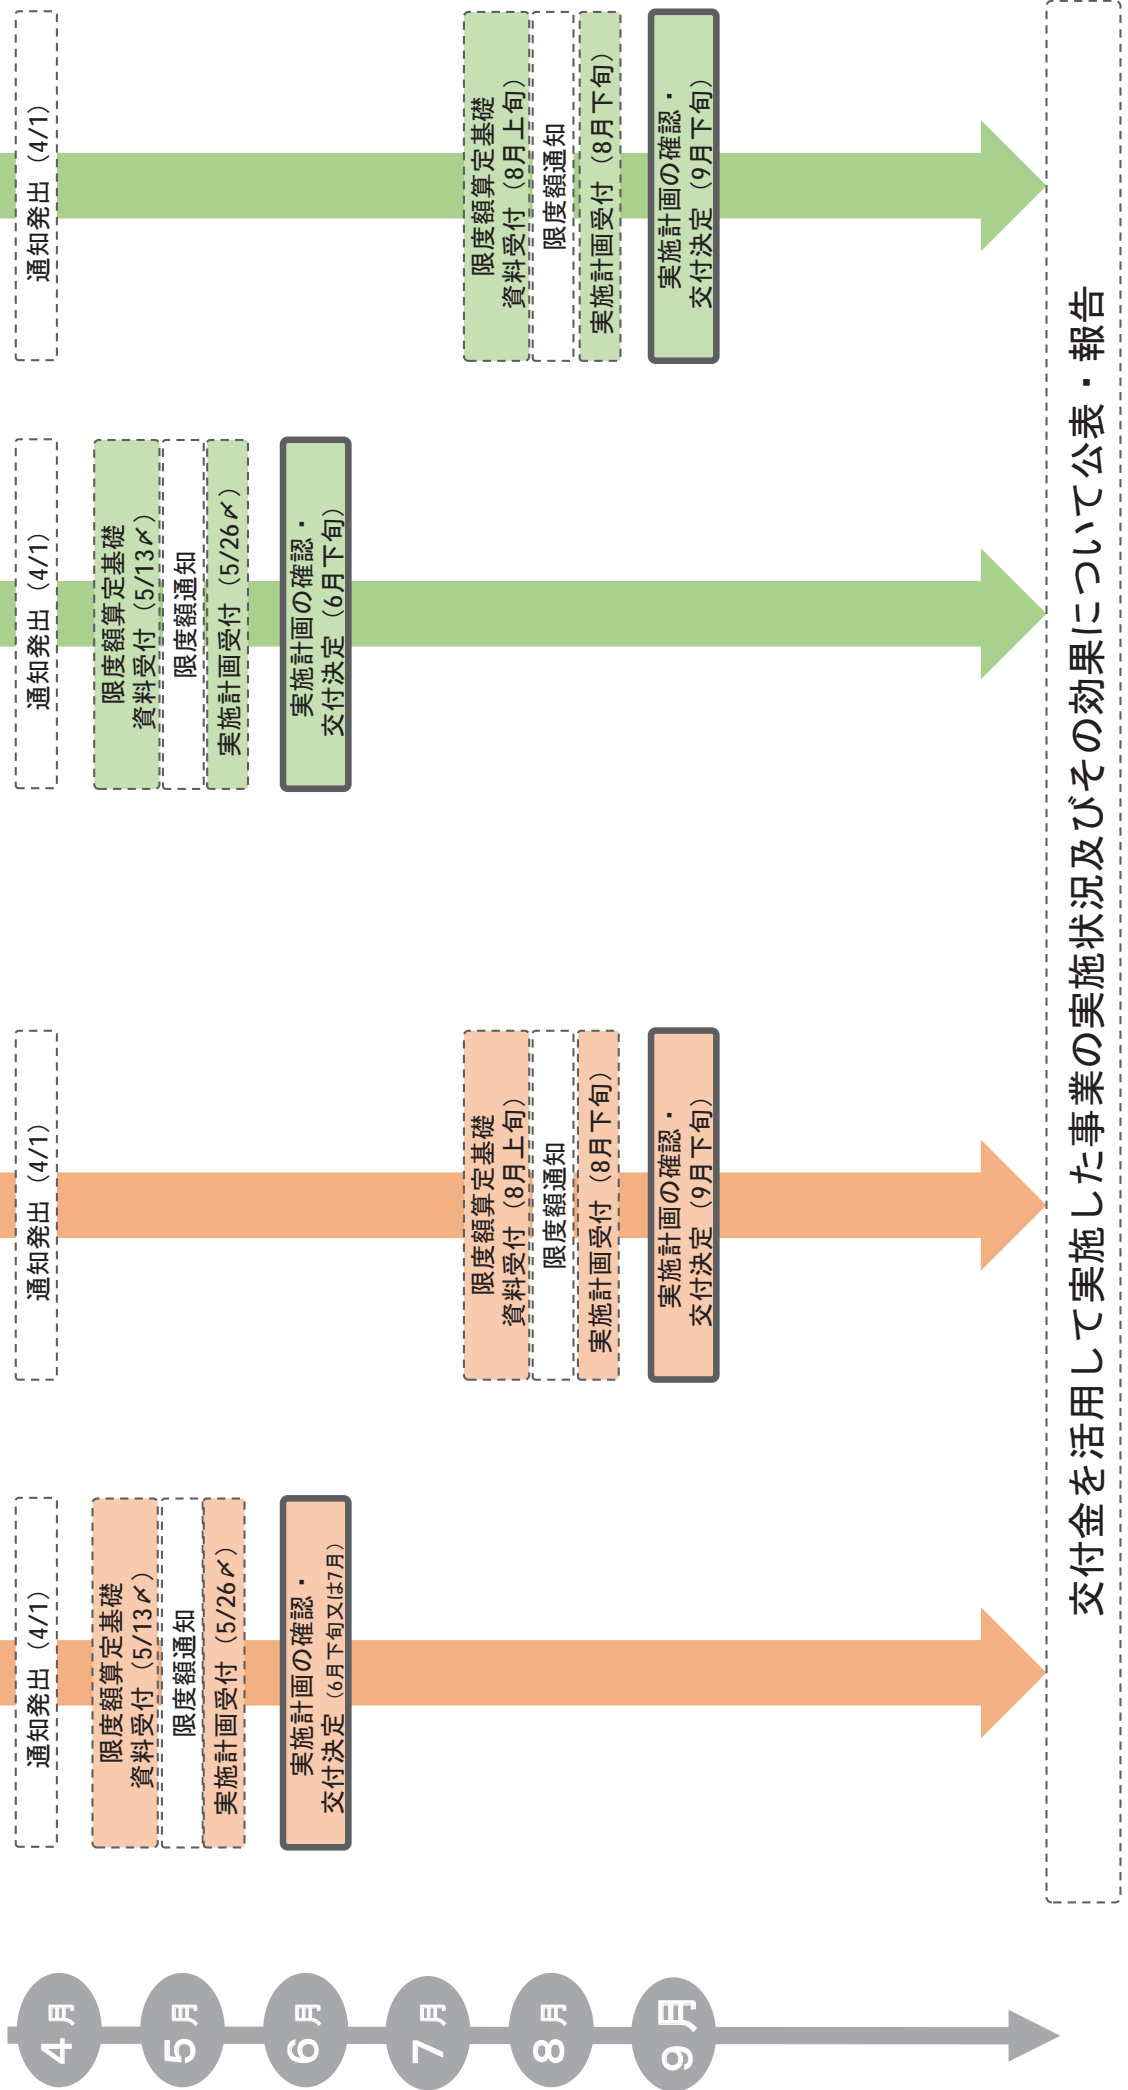 4月
5月
6月
7月
8月
9月
通知発出（4/1）
限度額算定基礎
資料受付（5/13〆）
限度額通知
実施計画受付（5/26〆）
実施計画の確認・
交付決定（6月下旬又は7月）
通知発出（4/1）
限度額算定基礎
資料受付（8月上旬）
限度額通知
実施計画受付（8月下旬）
実施計画の確認・
交付決定（9月下旬）
通知発出（4/1）
限度額算定基礎
資料受付（5/13〆）
限度額通知
実施計画受付（5/26〆）
実施計画の確認・
交付決定（6月下旬）
通知発出（4/1）
限度額算定基礎
資料受付（8月上旬）
限度額通知
実施計画受付（8月下旬）
実施計画の確認・
交付決定（9月下旬）
交付金を活用して実施した事業の実施状況及びその効果について公表・報告